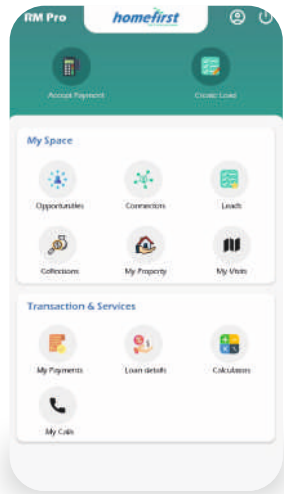 RM Pro
homefirst
Accept Payment
Create Lead
My Space
Opportunities
Connectors
Leads
Collections
My Property
My Visits
Transaction & Services
My Payments
Loan details
Calculators
My Calls